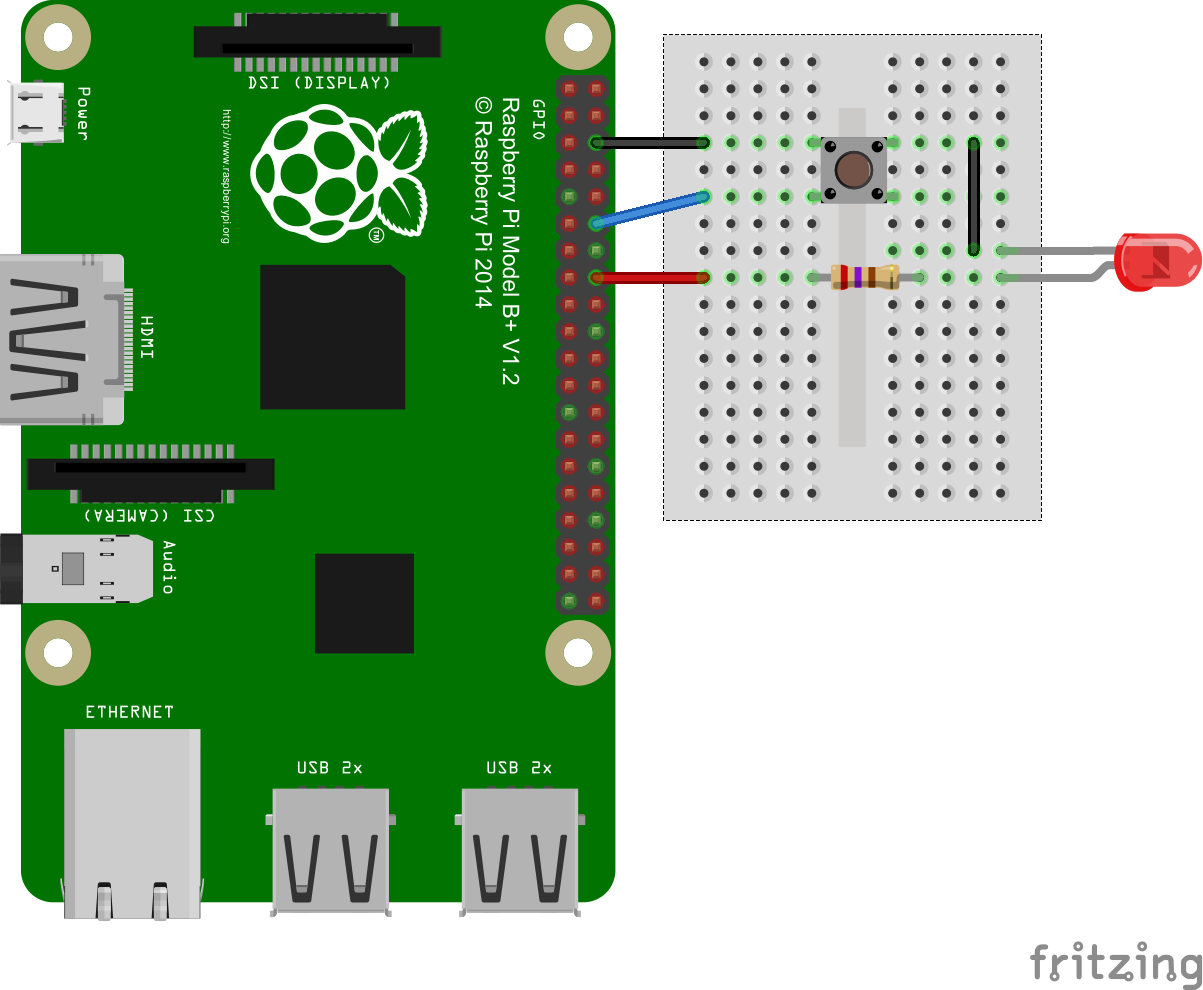 DSI (DISPLAY)
Power
http://www.raspberrypi.org
TM
GPIO
Raspberry Pi Model B+ V1.2
© Raspberry Pi 2014
HDMI
CSI (CAMERA)
Audio
ETHERNET
USB 2x
USB 2x
fritzing